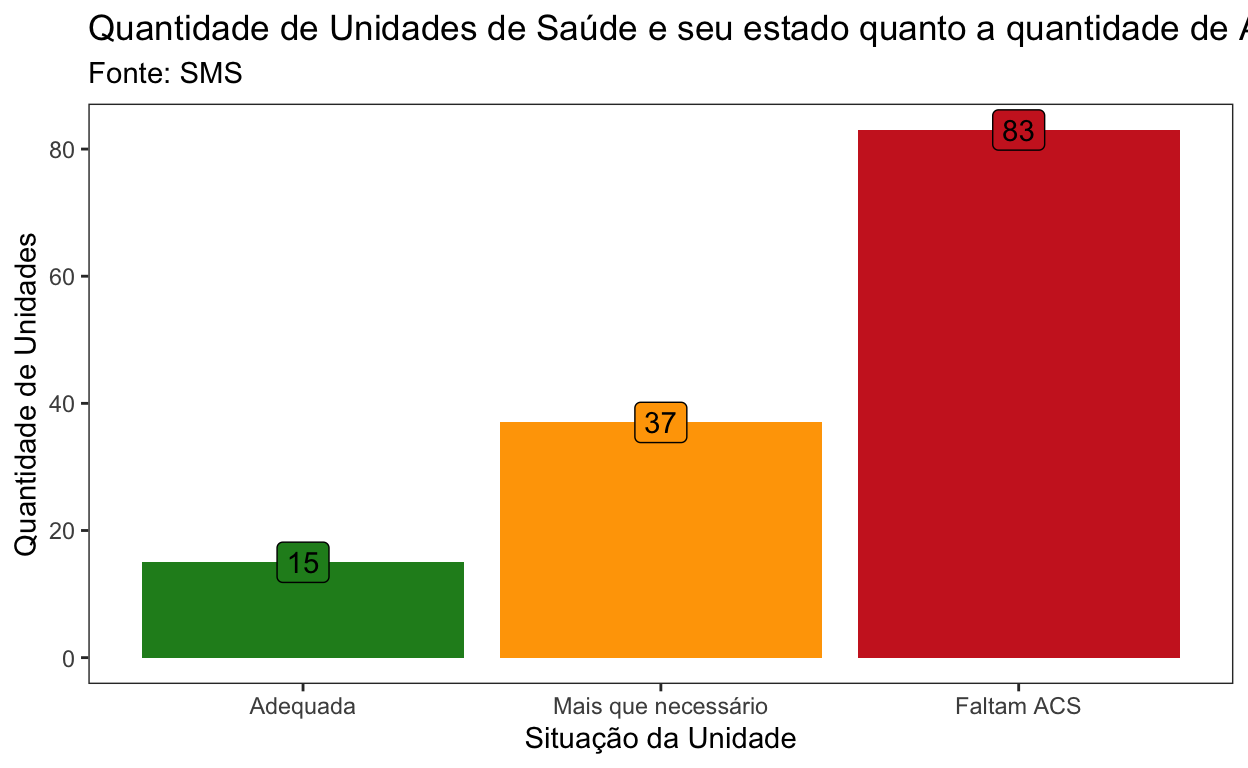 Quantidade de Unidades de Saúde e seu estado quanto a quantidade de
Fonte: SMS
Quantidade de Unidades
80
60
40
20
0
15
37
83
Adequada
Mais que necessário
Faltam ACS
Situação da Unidade